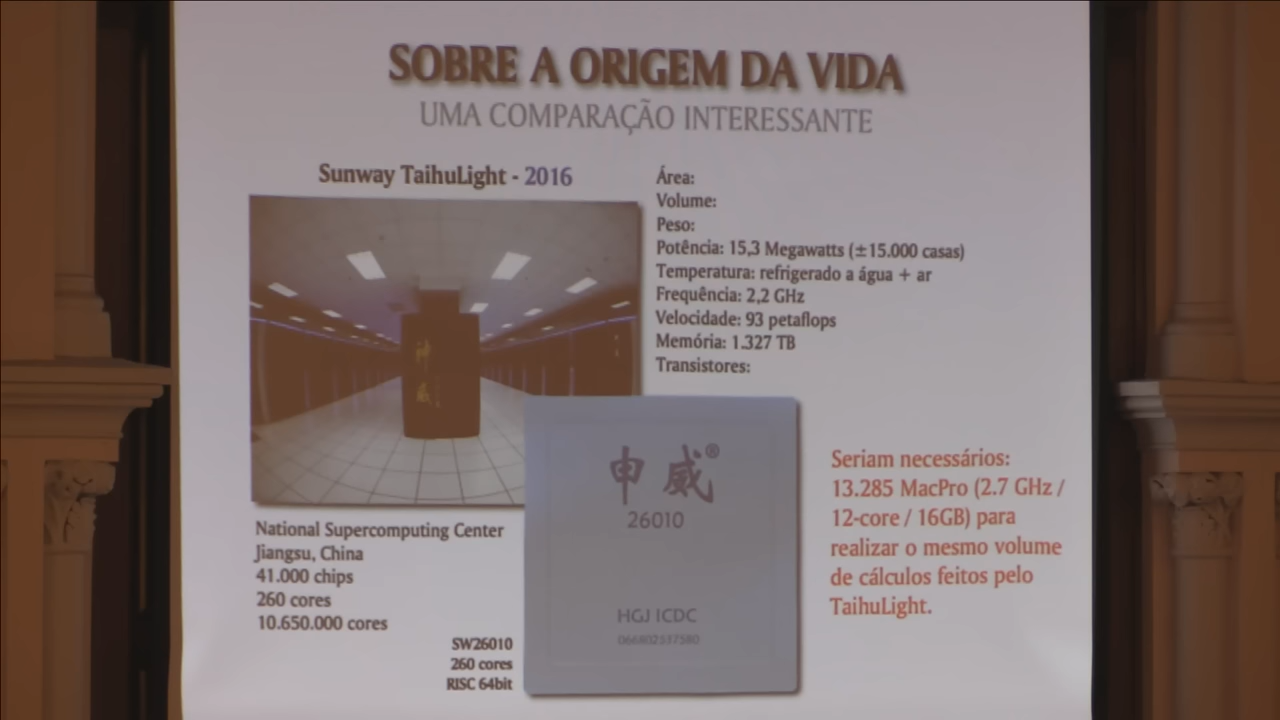 SOBRE A ORIGEM DA VIDA
UMA COMPARAÇÃO INTERESSANTE
Sunway TaihuLight - 2016
Área:
Volume:
Peso:
Potência: 15,3 Megawatts (±15.000 casas)
Temperatura: refrigerado a água + ar
Frequência: 2,2 GHz
Velocidade: 93 petaflops
Memória: 1.327 TB
Transistores:
神威
National Supercomputing Center
Jiangsu, China
41.000 chips
260 cores
10.650.000 cores
SW26010
260 cores
RISC 64bit
申威®
26010
HGJ ICDC
Seriam necessários:
13.285 MacPro (2.7 GHz /
12-core / 16GB) para
realizar o mesmo volume
de cálculos feitos pelo
TaihuLight.